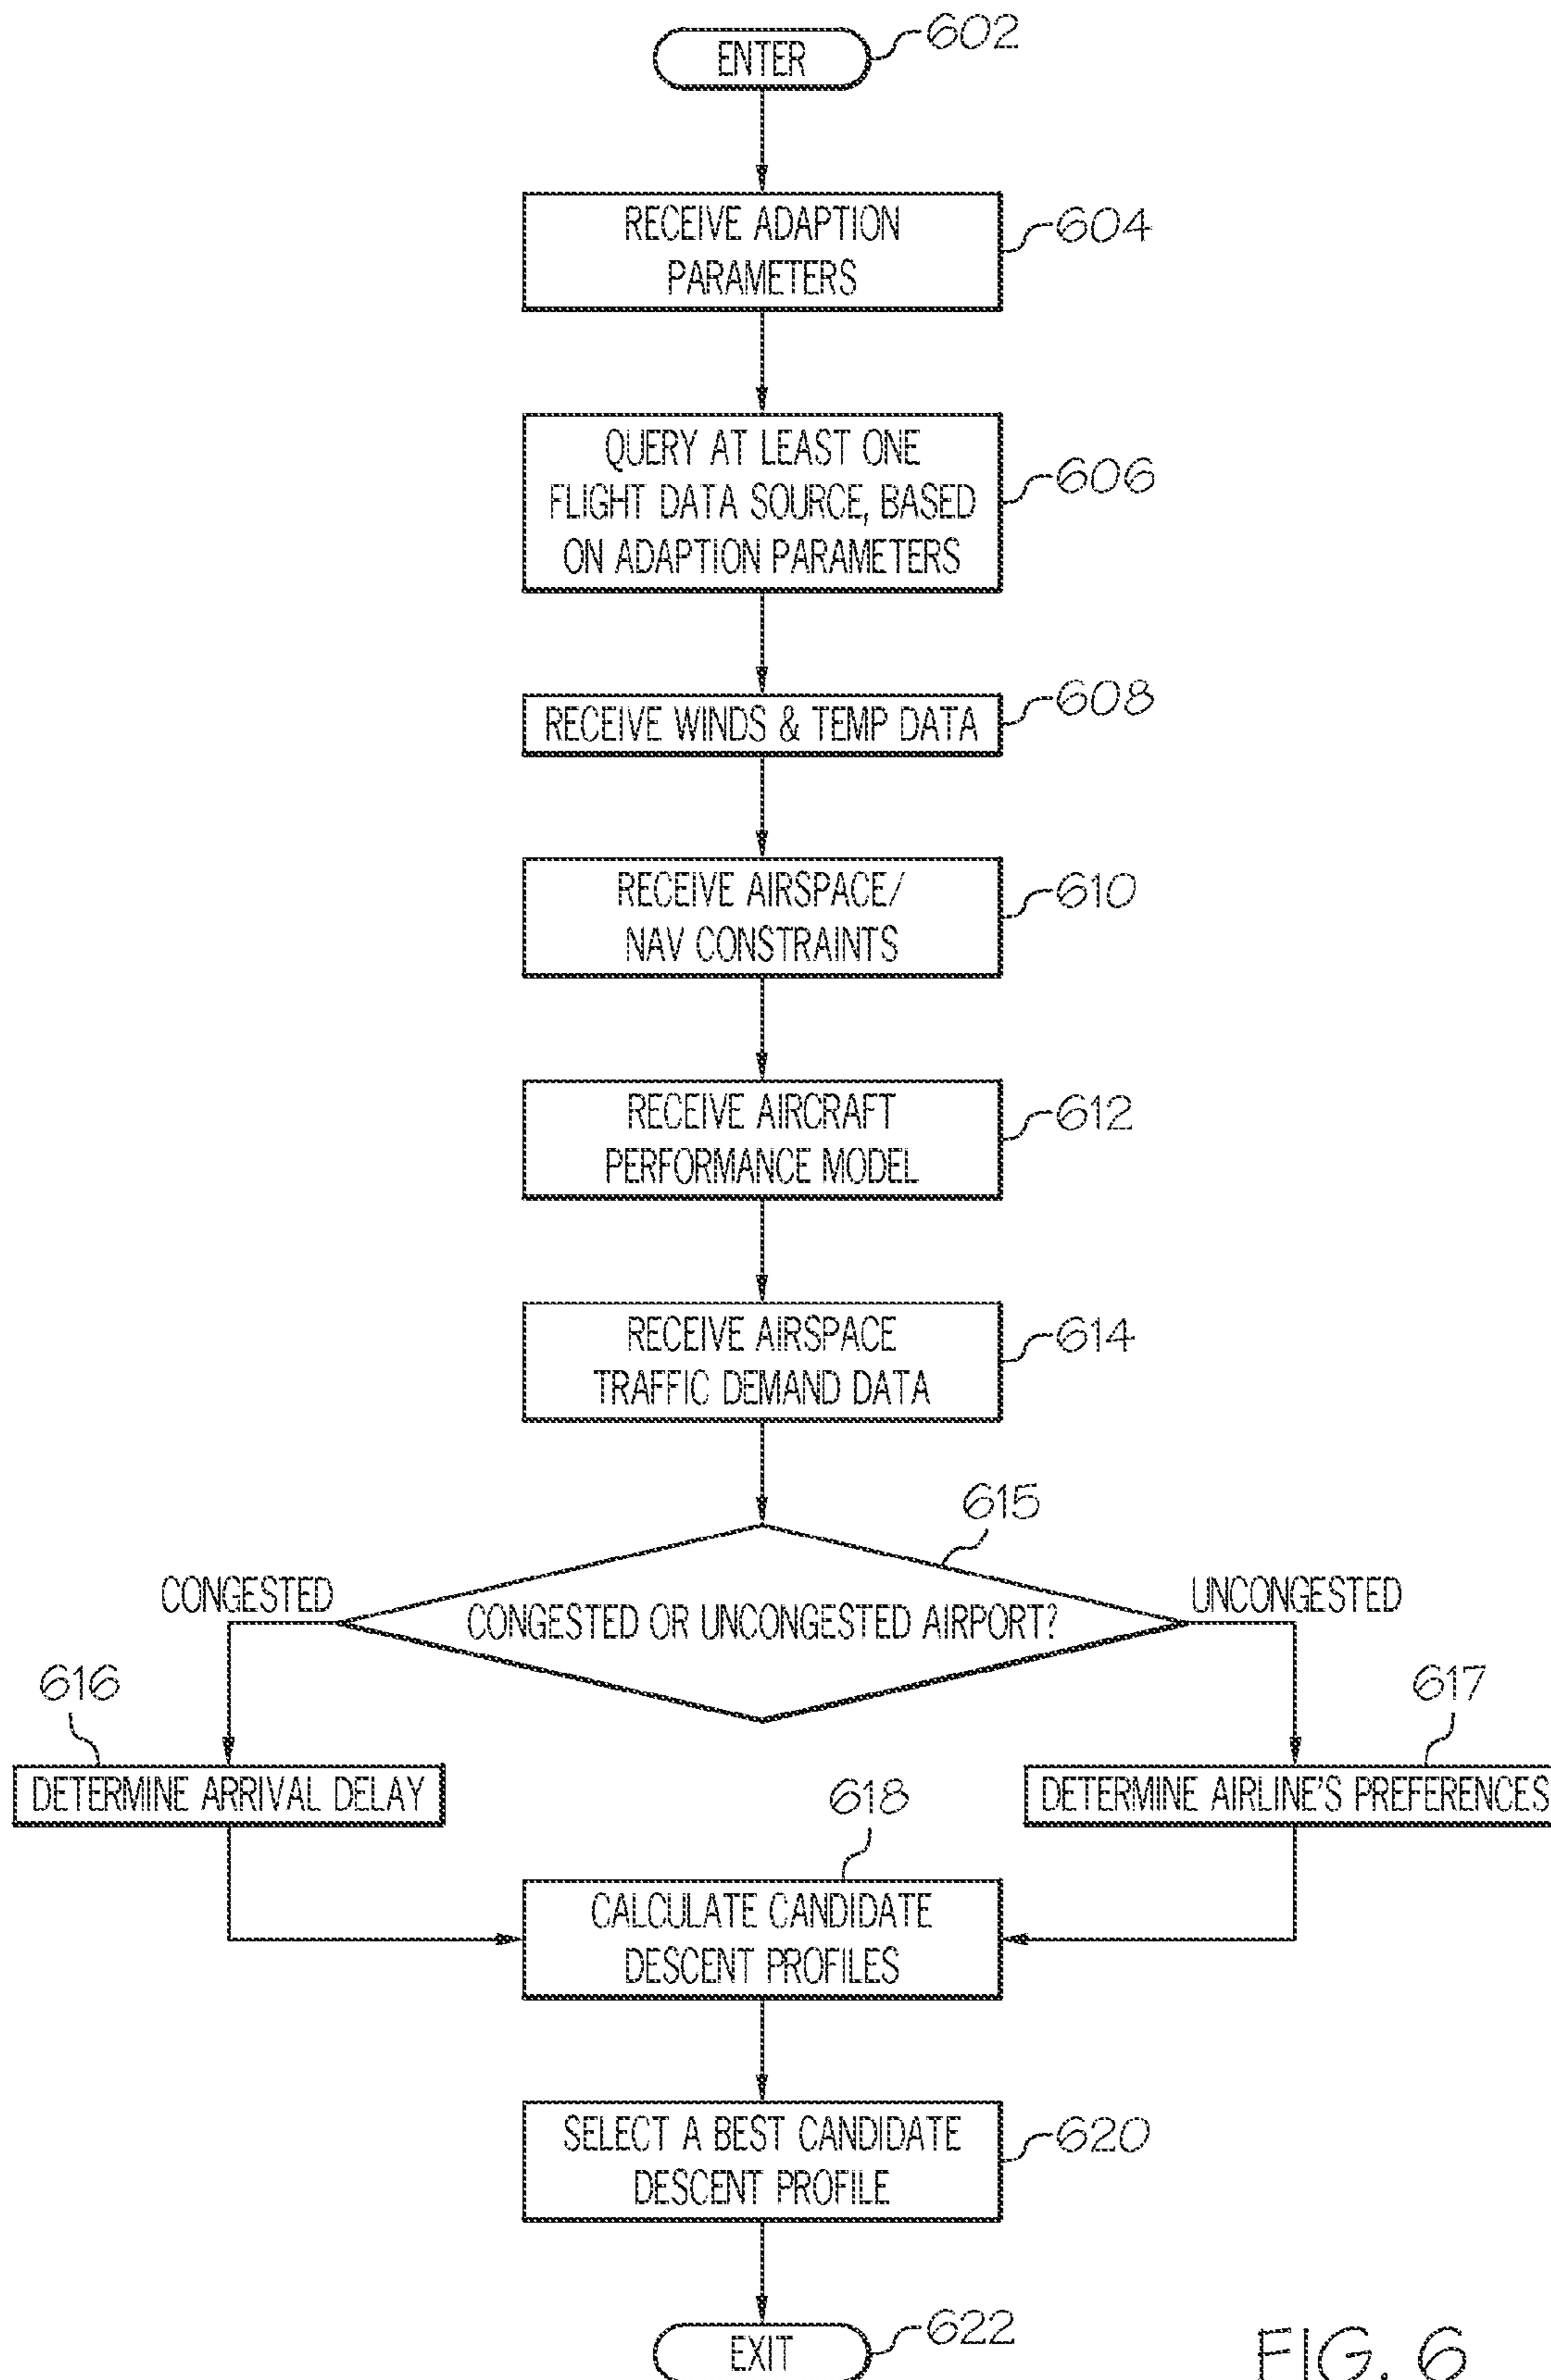 ENTER
602
RECEIVE ADAPTION
PARAMETERS
604
QUERY AT LEAST ONE
FLIGHT DATA SOURCE, BASED
ON ADAPTION PARAMETERS
606
RECEIVE WINDS & TEMP DATA
608
RECEIVE AIRSPACE/
NAV CONSTRAINTS
610
RECEIVE AIRCRAFT
PERFORMANCE MODEL
612
RECEIVE AIRSPACE
TRAFFIC DEMAND DATA
614
615
CONGESTED
CONGESTED OR UNCONGESTED AIRPORT?
UNCONGESTED
616
DETERMINE ARRIVAL DELAY
617
DETERMINE AIRLINE'S PREFERENCES
618
CALCULATE CANDIDATE
DESCENT PROFILES
SELECT A BEST CANDIDATE
DESCENT PROFILE
620
EXIT
622
FIG. 6